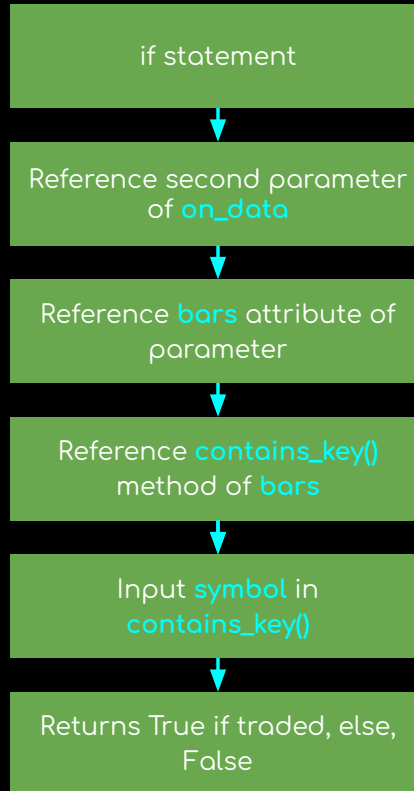 if statement
Reference second parameter
of on_data
Reference bars attribute of
parameter
Reference contains_key()
method of bars
Input symbol in
contains_key()
Returns True if traded, else,
False